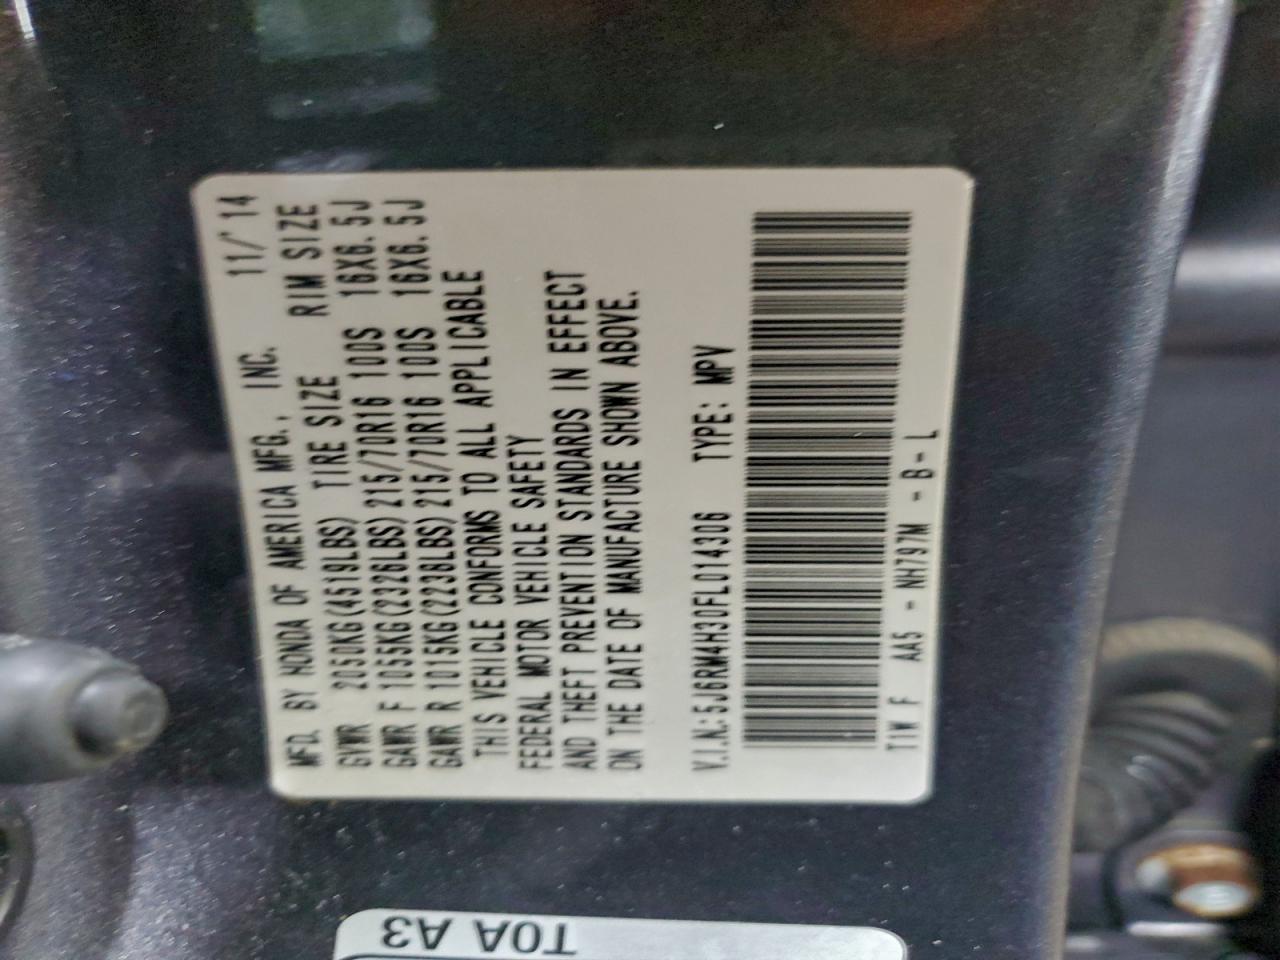 MFD. BY HONDA OF AMERICA MFG., INC. 11/'14
GVWR 2050KG(4519LBS) TIRE SIZE RIM SIZE
GAWR F 1055KG(2326LBS) 215/70R16 100S 16X6.5J
GAWR R 1015KG(2238LBS) 215/70R16 100S 16X6.5J
THIS VEHICLE CONFORMS TO ALL APPLICABLE
FEDERAL MOTOR VEHICLE SAFETY
AND THEFT PREVENTION STANDARDS IN EFFECT
ON THE DATE OF MANUFACTURE SHOWN ABOVE.
V.I.N.: 5J6RM4H30FL014306 TYPE: MPV
T1W F AA5 - NH797M - B - L
T0A A3